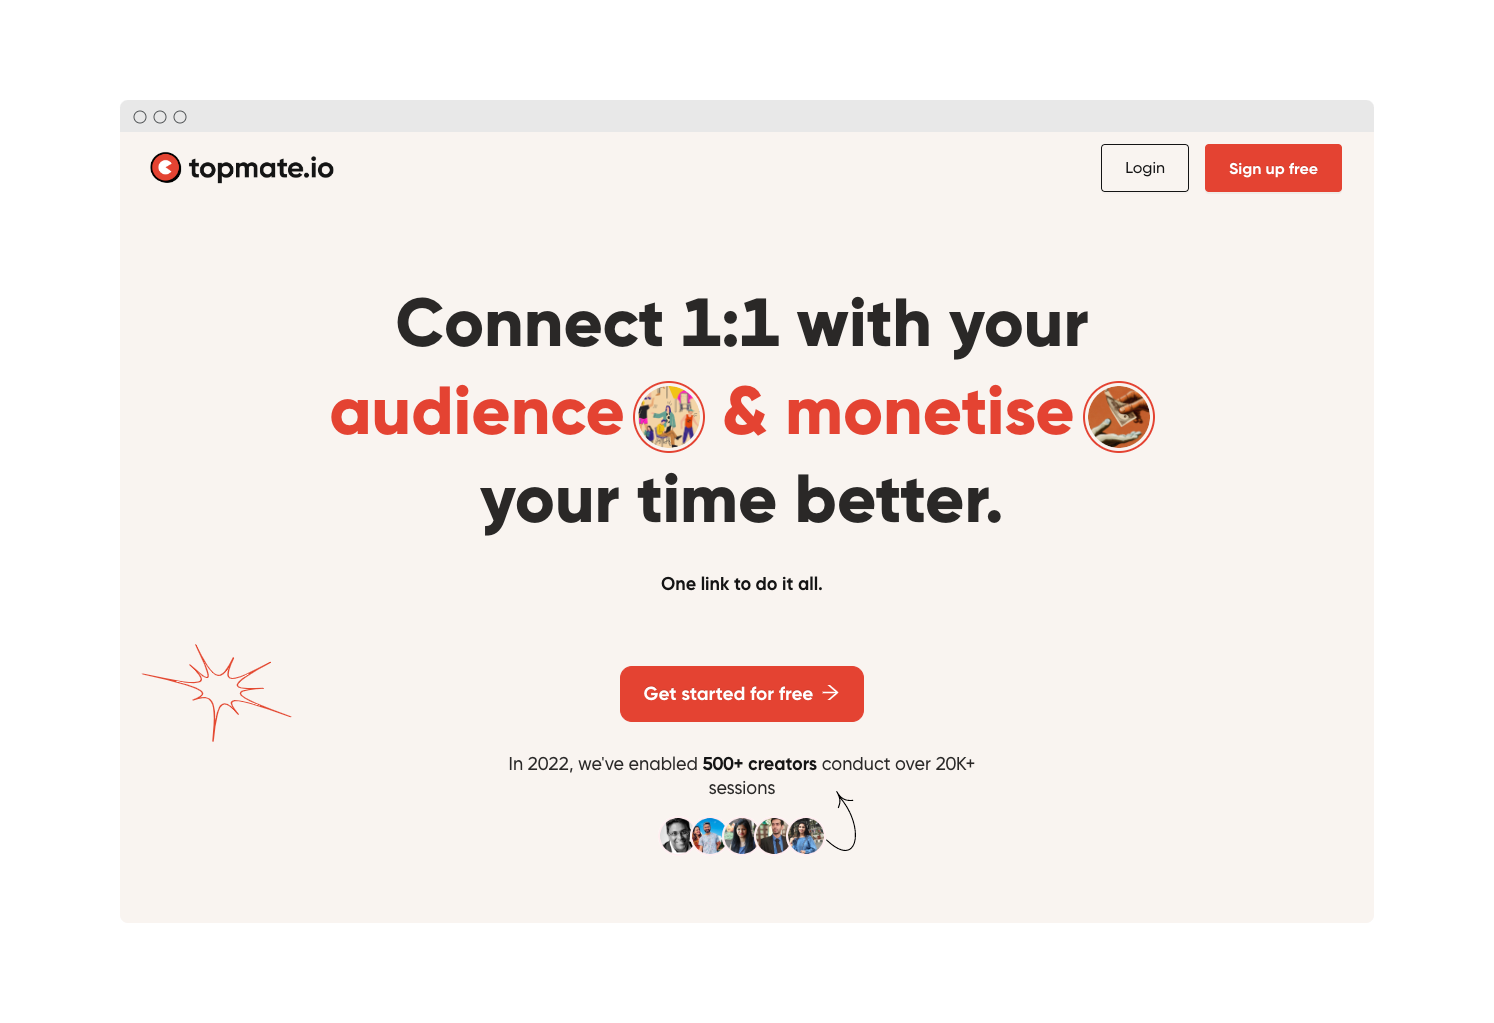 topmate.io
Login
Sign up free
Connect 1:1 with your
audience & monetise
your time better.
One link to do it all.
Get started for free →
In 2022, we've enabled 500+ creators conduct over 20K+
sessions